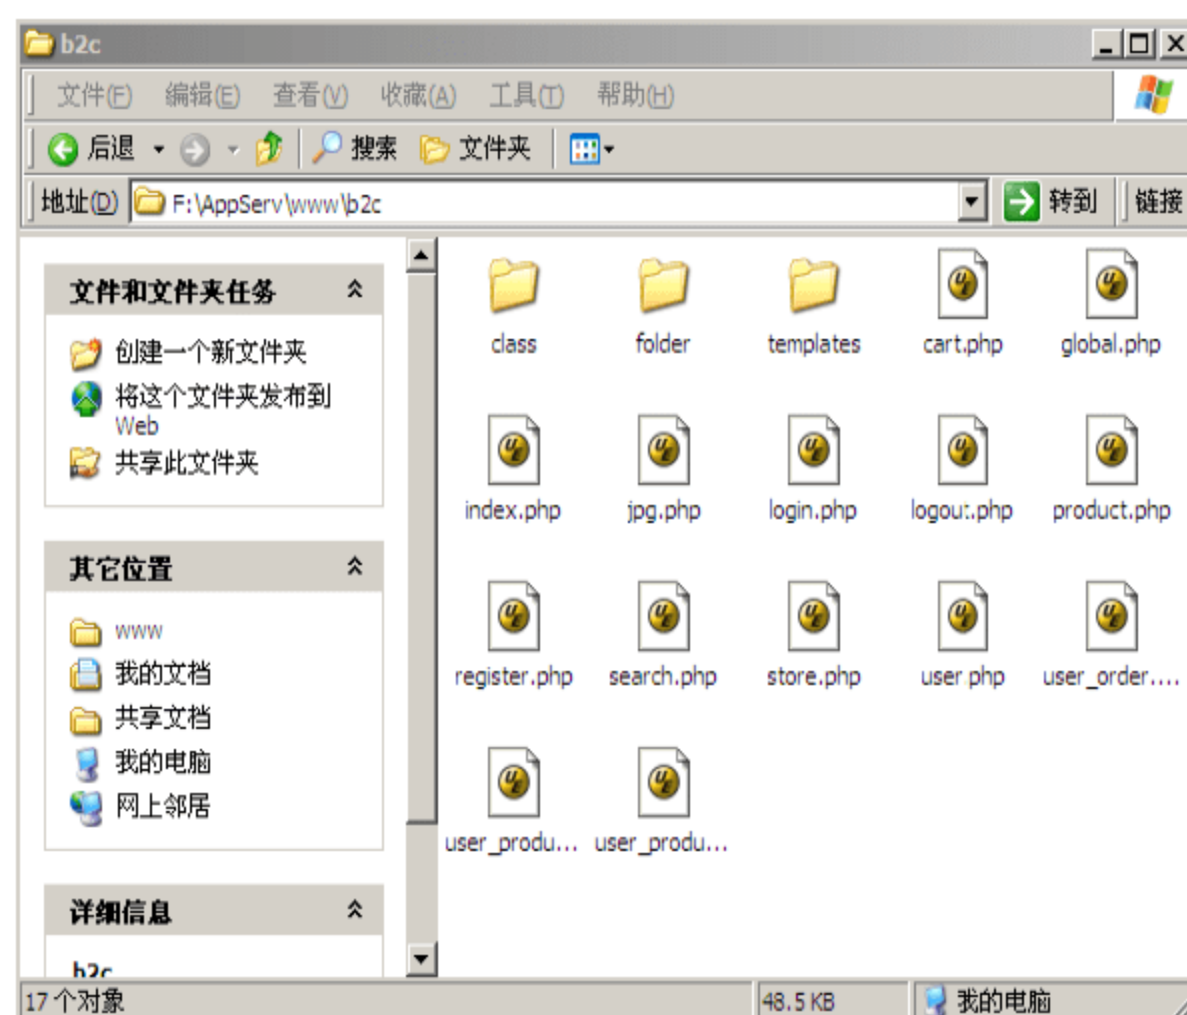 b2c
文件(F) 编辑(E) 查看(V) 收藏(A) 工具(T) 帮助(H)
后退 搜索 文件夹
地址(D) F:\AppServ\www\b2c 转到 链接
文件和文件夹任务
创建一个新文件夹
将这个文件夹发布到
Web
共享此文件夹
其它位置
www
我的文档
共享文档
我的电脑
网上邻居
详细信息
b2c
class folder templates cart.php global.php
index.php jpg.php login.php logout.php product.php
register.php search.php store.php user.php user_order....
user_produ... user_produ...
17 个对象 48.5 KB 我的电脑